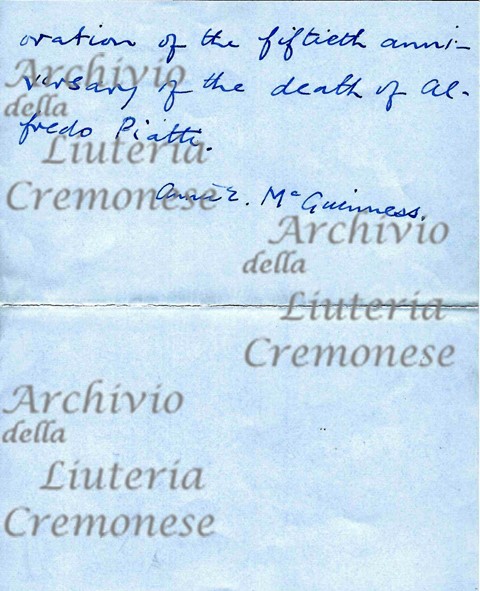 oration of the fiftieth anni-
versary of the death of Al-
fredo Piatti.
McGuinness.
Archivio
della
Liuteria
Cremonese
Archivio
della
Liuteria
Cremonese
Archivio
della
Liuteria
Cremonese